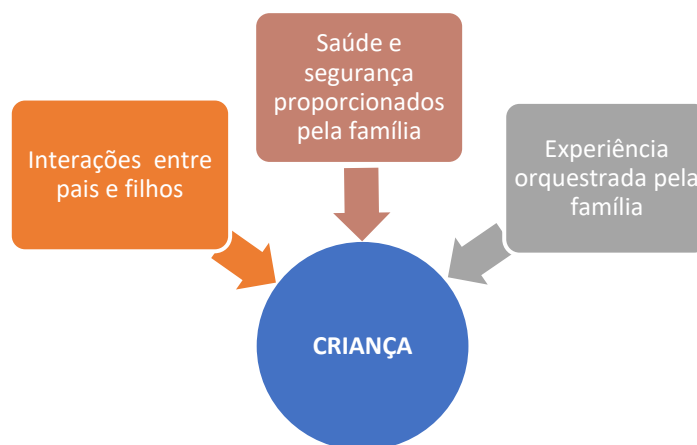 Saúde e
segurança
proporcionados
pela família
Interações entre
pais e filhos
Experiência
orquestrada pela
família
CRIANÇA